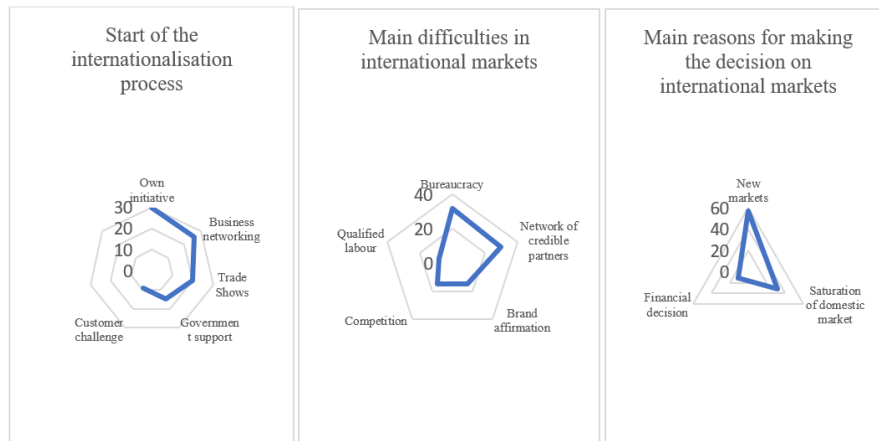 Start of the
internationalisation
process
Own
initiative
30
20
10
0
Business
networking
Trade
Shows
Governmen
t support
Customer
challenge
Main difficulties in
international markets
Bureaucracy
40
20
0
Network of
credible
partners
Brand
affirmation
Competition
Qualified
labour
Main reasons for making
the decision on
international markets
New
markets
60
40
20
0
Saturation
of domestic
market
Financial
decision